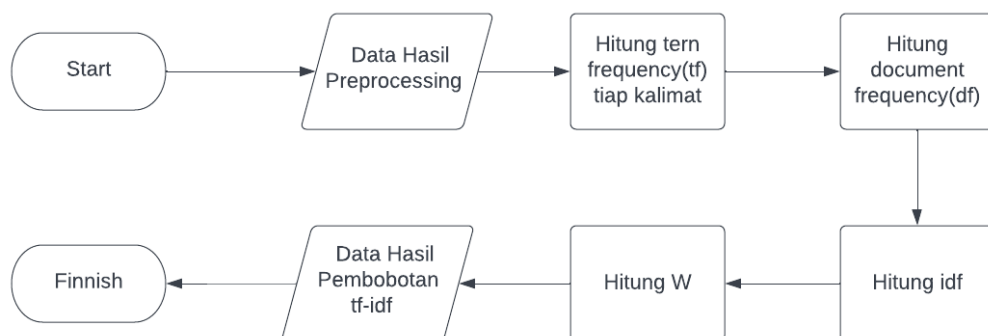 Start
Data Hasil
Preprocessing
Hitung tern
frequency(tf)
tiap kalimat
Hitung
document
frequency(df)
Hitung idf
Hitung W
Data Hasil
Pembobotan
tf-idf
Finnish